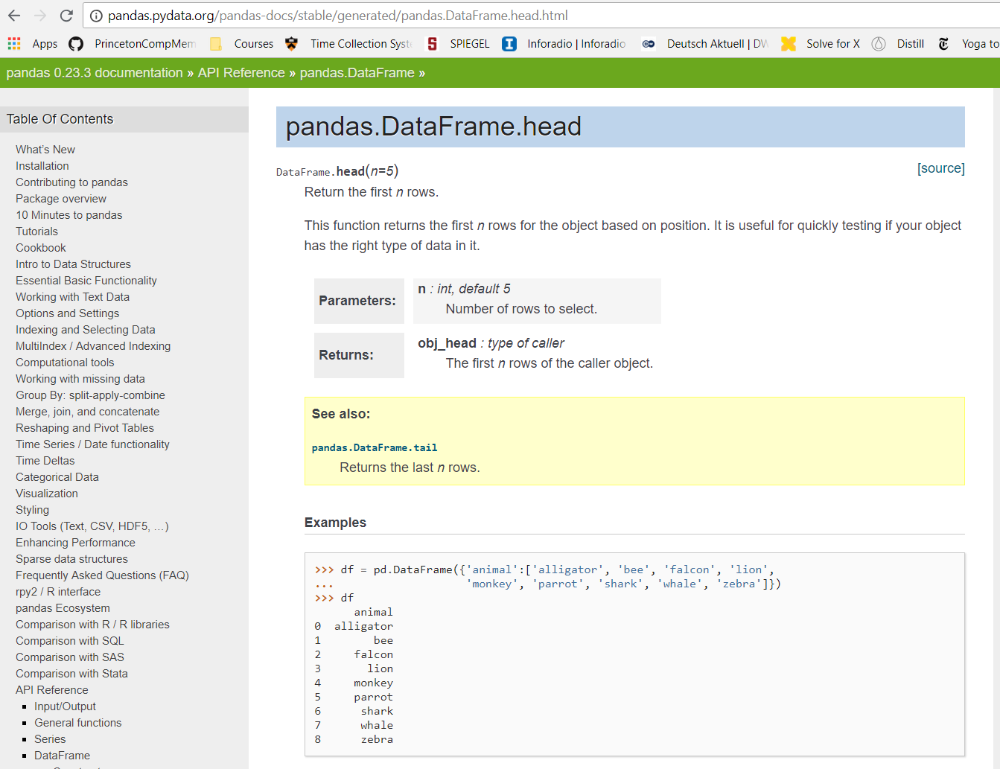 pandas.pydata.org/pandas-docs/stable/generated/pandas.DataFrame.head.html
Apps PrincetonCompMem Courses Time Collection Syste SPIEGEL Inforadio | Inforadio Deutsch Aktuell | DW Solve for X Distill Yoga to
pandas 0.23.3 documentation » API Reference » pandas.DataFrame »
Table Of Contents
What's New
Installation
Contributing to pandas
Package overview
10 Minutes to pandas
Tutorials
Cookbook
Intro to Data Structures
Essential Basic Functionality
Working with Text Data
Options and Settings
Indexing and Selecting Data
MultiIndex / Advanced Indexing
Computational tools
Working with missing data
Group By: split-apply-combine
Merge, join, and concatenate
Reshaping and Pivot Tables
Time Series / Date functionality
Time Deltas
Categorical Data
Visualization
Styling
IO Tools (Text, CSV, HDF5, …)
Enhancing Performance
Sparse data structures
Frequently Asked Questions (FAQ)
rpy2 / R interface
pandas Ecosystem
Comparison with R / R libraries
Comparison with SQL
Comparison with SAS
Comparison with Stata
API Reference
Input/Output
General functions
Series
DataFrame
pandas.DataFrame.head
DataFrame.head(n=5) [source]
Return the first n rows.
This function returns the first n rows for the object based on position. It is useful for quickly testing if your object
has the right type of data in it.
Parameters: n : int, default 5
Number of rows to select.
Returns: obj_head : type of caller
The first n rows of the caller object.
See also:
pandas.DataFrame.tail
Returns the last n rows.
Examples
>>> df = pd.DataFrame({'animal':['alligator', 'bee', 'falcon', 'lion',
... 'monkey', 'parrot', 'shark', 'whale', 'zebra']})
>>> df
animal
0 alligator
1 bee
2 falcon
3 lion
4 monkey
5 parrot
6 shark
7 whale
8 zebra